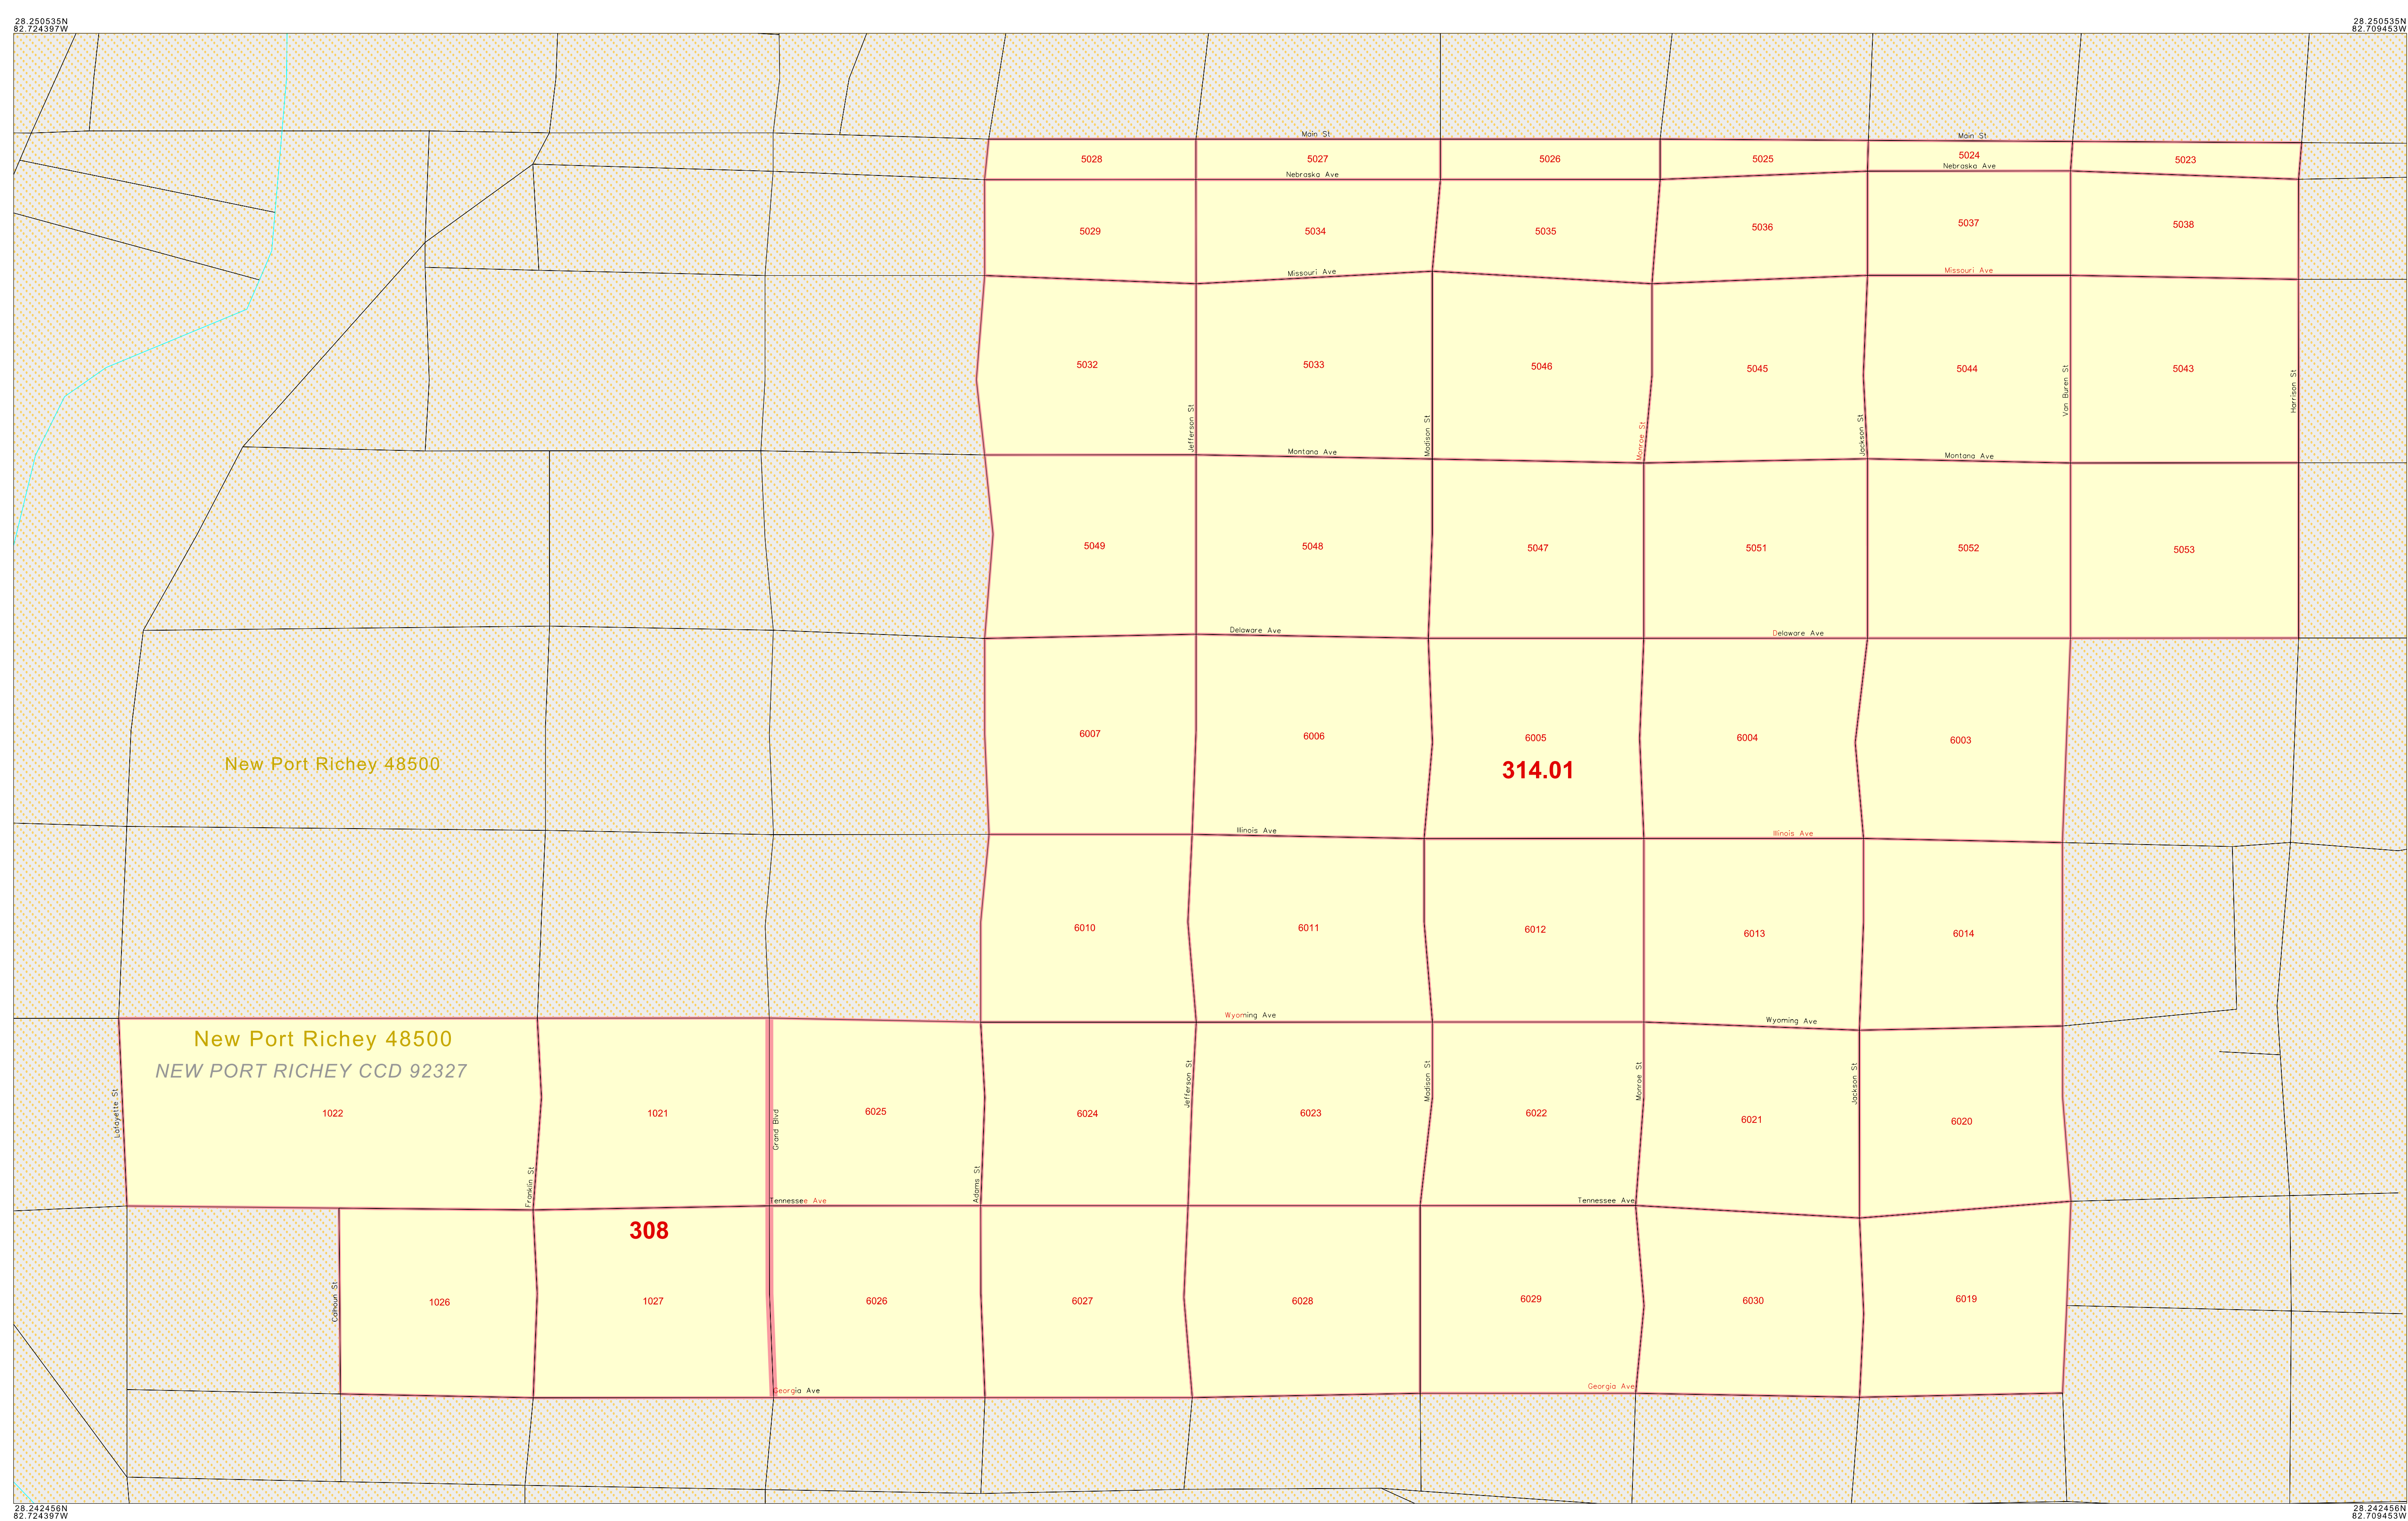 28.250535N
82.724397W
28.250535N
82.709453W
Main St
Main St
5028
5027
5026
5025
5024
5023
Nebraska Ave
Nebraska Ave
5029
5034
5035
5036
5037
5038
Missouri Ave
Missouri Ave
5032
5033
5046
5045
5044
5043
Jefferson St
Madison St
Monroe St
Jackson St
Van Buren St
Harrison St
Montana Ave
Montana Ave
5049
5048
5047
5051
5052
5053
Delaware Ave
Delaware Ave
6007
6006
6005
6004
6003
314.01
New Port Richey 48500
Illinois Ave
Illinois Ave
6010
6011
6012
6013
6014
Wyoming Ave
Wyoming Ave
New Port Richey 48500
NEW PORT RICHEY CCD 92327
Lafayette St
1022
Franklin St
1021
Grand Blvd
6025
Adams St
6024
Jefferson St
6023
Madison St
6022
Monroe St
6021
Jackson St
6020
Tennessee Ave
Tennessee Ave
308
Calhoun St
1026
1027
6026
6027
6028
6029
6030
6019
Georgia Ave
Georgia Ave
28.242456N
82.724397W
28.242456N
82.709453W